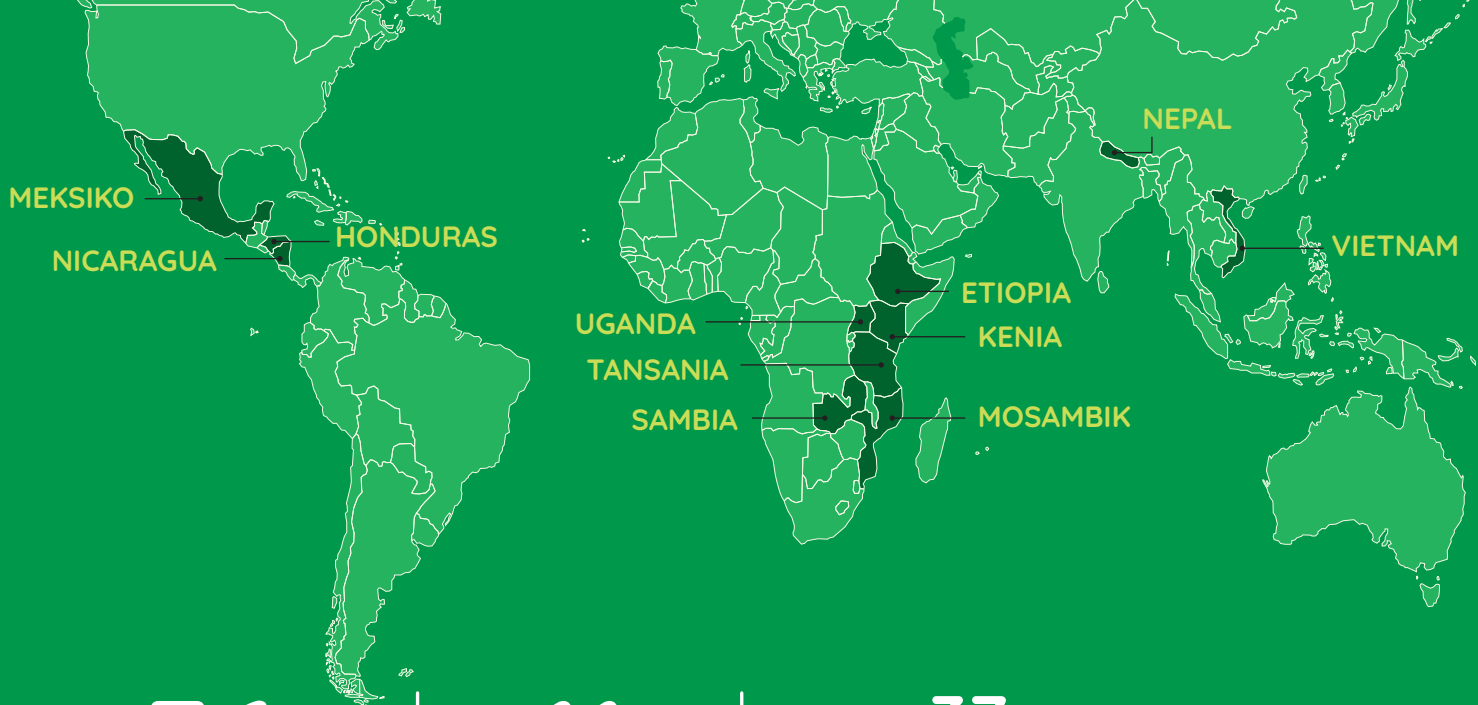 NEPAL
MEKSIKO
HONDURAS
NICARAGUA
VIETNAM
ETIOPIA
UGANDA
KENIA
TANSANIA
SAMBIA
MOSAMBIK